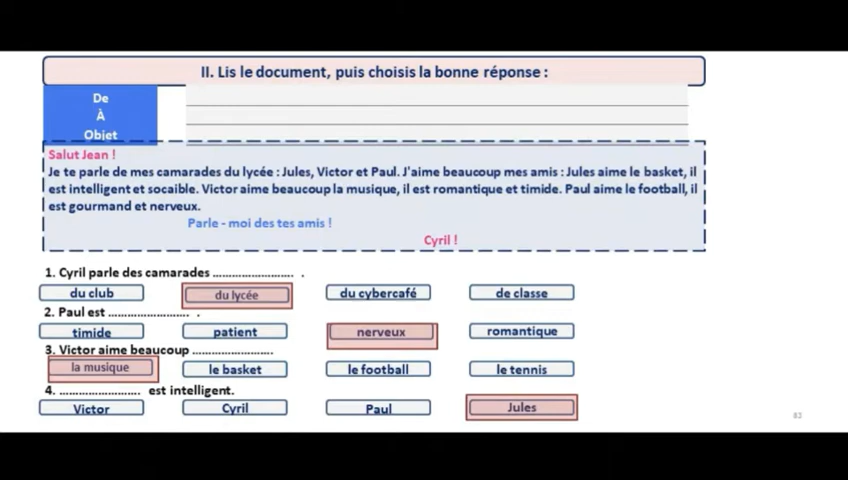 II. Lis le document, puis choisis la bonne réponse :
De
À
Objet
Salut Jean !
Je te parle de mes camarades du lycée : Jules, Victor et Paul. J'aime beaucoup mes amis : Jules aime le basket, il
est intelligent et socaible. Victor aime beaucoup la musique, il est romantique et timide. Paul aime le football, il
est gourmand et nerveux.
Parle - moi des tes amis !
Cyril !
1. Cyril parle des camarades ......................... .
du club du lycée du cybercafé de classe
2. Paul est ......................... .
timide patient nerveux romantique
3. Victor aime beaucoup .........................
la musique le basket le football le tennis
4. ......................... est intelligent.
Victor Cyril Paul Jules
82